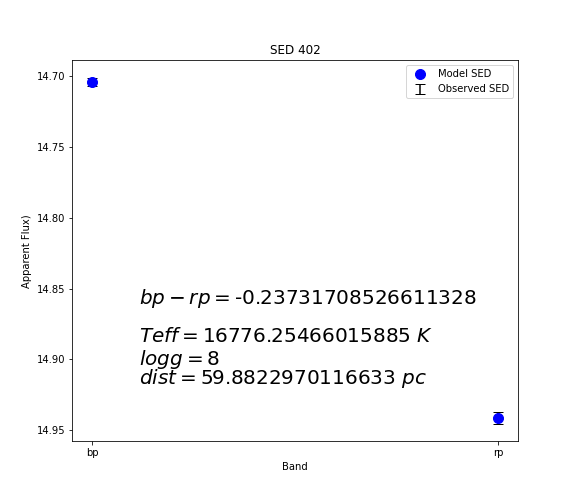 SED 402
14.70
14.75
14.80
14.85
14.90
14.95
Apparent Flux)
Model SED
Observed SED
bp − rp = -0.23731708526611328
Teff = 16776.25466015885 K
logg = 8
dist = 59.8822970116633 pc
bp
rp
Band